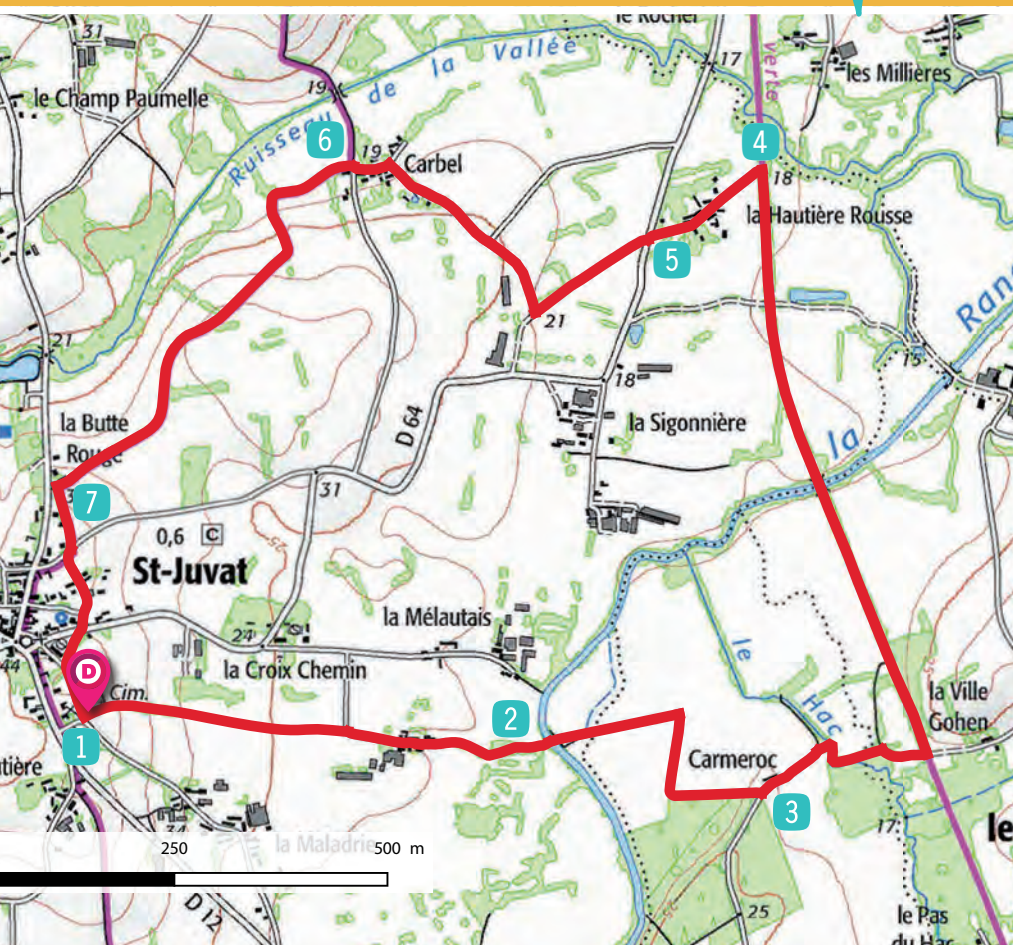 le Rocher
31
17
verte
les Millières
la Vallée
de
Ruisseau
le Champ Paumelle
19
6
19
Carbel
4
18
la Hautière Rousse
5
21
21
15
Rance
18
la Sigonnière
la
D 64
la Butte
Rouge
7
31
0,6 C
St-Juvat
25
la Mélautais
24
la Croix Chemin
44
D
Cim.
1
2
le
Hac
la Ville
Gohen
Carmeroc
3
17
34
la Maladrie
250
500 m
D 12
25
25
le Pas
du Hac